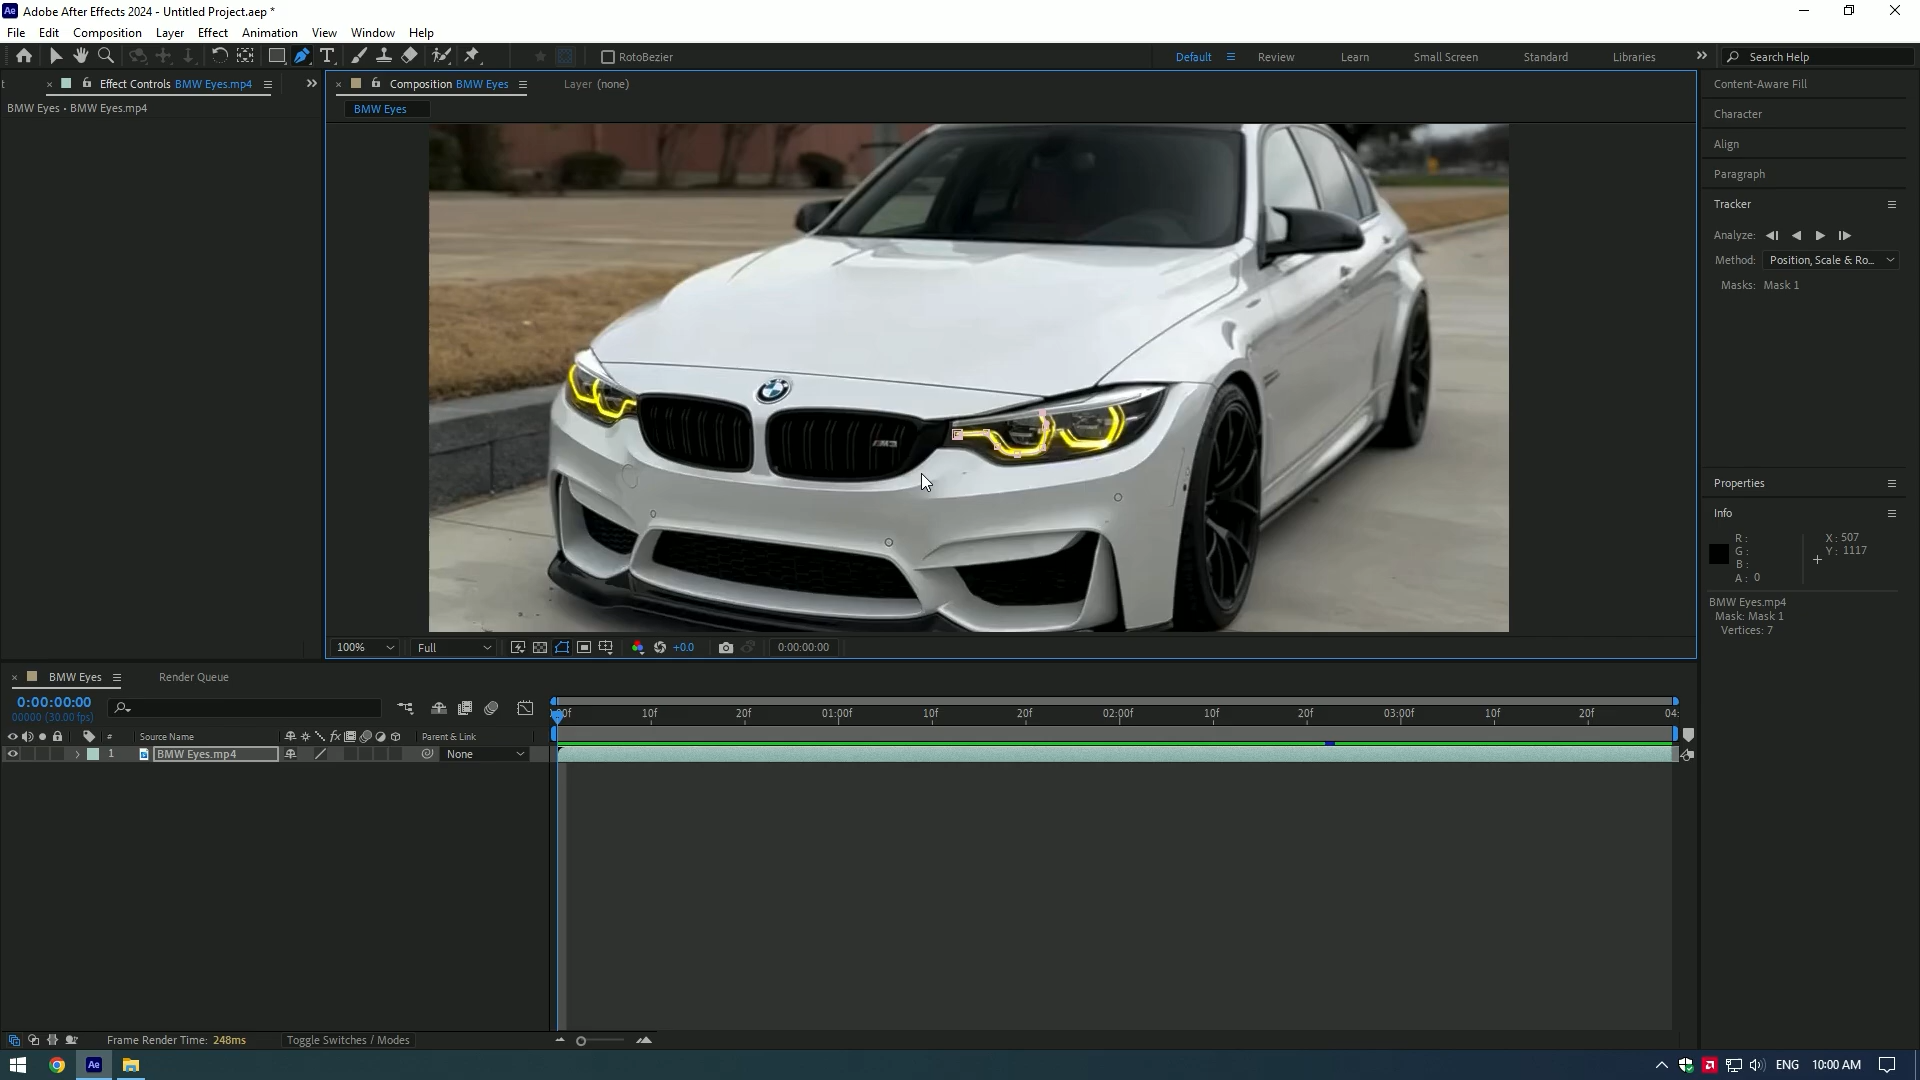 Adobe After Effects 2024 - Untitled Project.aep *
File Edit Composition Layer Effect Animation View Window Help
RotoBezier
Default Review Learn Small Screen Standard Libraries Search Help
Effect Controls BMW Eyes.mp4
Composition BMW Eyes
Layer (none)
BMW Eyes • BMW Eyes.mp4
BMW Eyes
Content-Aware Fill
Character
Align
Paragraph
Tracker
Analyze:
Method: Position, Scale & Ro...
Masks: Mask 1
Properties
Info
R :
G :
B :
A : 0
X : 507
Y : 1117
BMW Eyes.mp4
Mask: Mask 1
Vertices: 7
100% Full +0.0 0:00:00:00
BMW Eyes
Render Queue
0:00:00:00
00000 (30.00 fps)
:00f 10f 20f 01:00f 10f 20f 02:00f 10f 20f 03:00f 10f 20f 04:
# Source Name Parent & Link
1 BMW Eyes.mp4 None
Frame Render Time: 248ms
Toggle Switches / Modes
ENG 10:00 AM